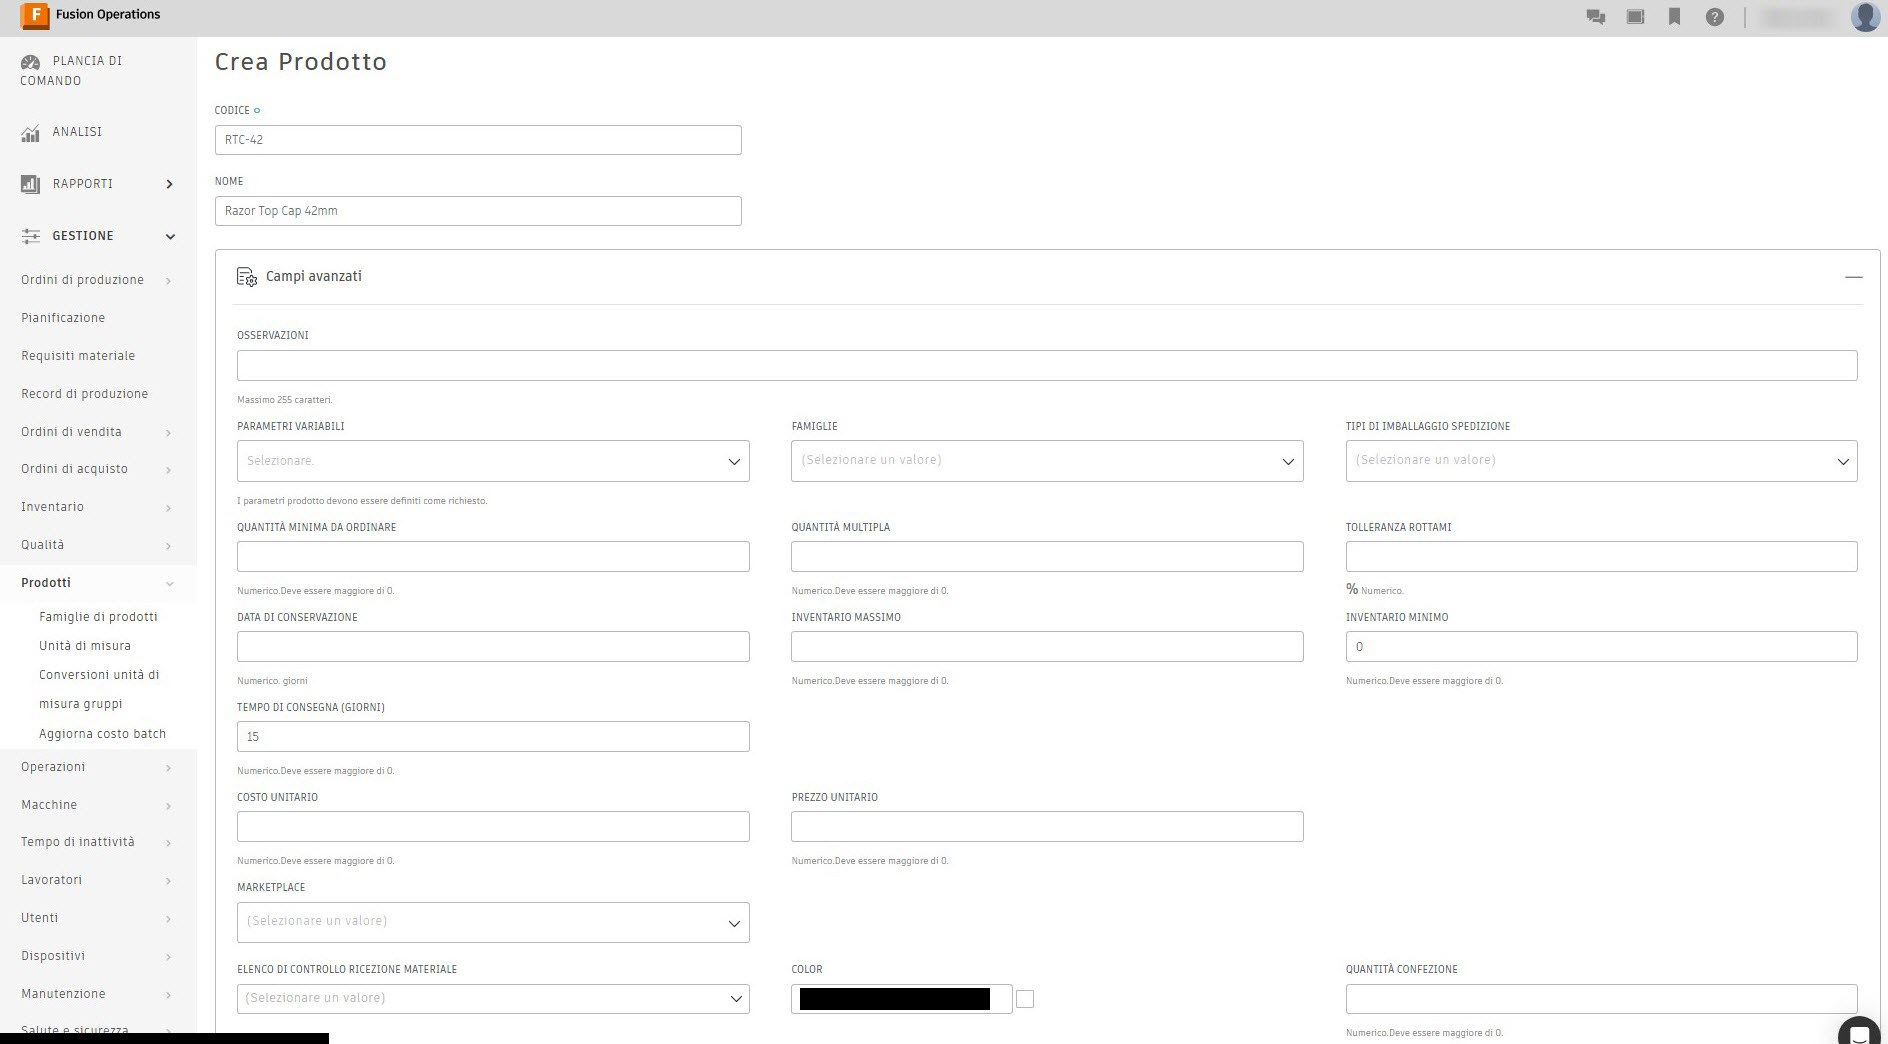 F Fusion Operations
?
PLANCIA DI
COMANDO
ANALISI
RAPPORTI
GESTIONE
Ordini di produzione
Pianificazione
Requisiti materiale
Record di produzione
Ordini di vendita
Ordini di acquisto
Inventario
Qualità
Prodotti
Famiglie di prodotti
Unità di misura
Conversioni unità di
misura gruppi
Aggiorna costo batch
Operazioni
Macchine
Tempo di inattività
Lavoratori
Utenti
Dispositivi
Manutenzione
Salute e sicurezza
Crea Prodotto
CODICE
RTC-42
NOME
Razor Top Cap 42mm
Campi avanzati
OSSERVAZIONI
Massimo 255 caratteri.
PARAMETRI VARIABILI FAMIGLIE TIPI DI IMBALLAGGIO SPEDIZIONE
Selezionare. (Selezionare un valore) (Selezionare un valore)
I parametri prodotto devono essere definiti come richiesto.
QUANTITÀ MINIMA DA ORDINARE QUANTITÀ MULTIPLA TOLLERANZA ROTTAMI
Numerico.Deve essere maggiore di 0. Numerico.Deve essere maggiore di 0. % Numerico.
DATA DI CONSERVAZIONE INVENTARIO MASSIMO INVENTARIO MINIMO
0
Numerico. giorni Numerico.Deve essere maggiore di 0. Numerico.Deve essere maggiore di 0.
TEMPO DI CONSEGNA (GIORNI)
15
Numerico.Deve essere maggiore di 0.
COSTO UNITARIO PREZZO UNITARIO
Numerico.Deve essere maggiore di 0. Numerico.Deve essere maggiore di 0.
MARKETPLACE
(Selezionare un valore)
ELENCO DI CONTROLLO RICEZIONE MATERIALE COLOR QUANTITÀ CONFEZIONE
(Selezionare un valore)
Numerico.Deve essere maggiore di 0.